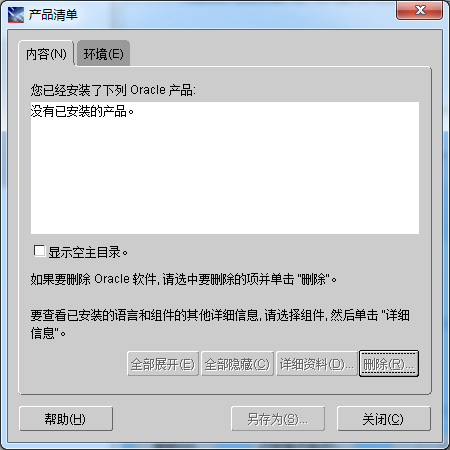 产品清单
内容(N) 环境(E)
您已经安装了下列 Oracle 产品:
没有已安装的产品。
显示空主目录。
如果要删除 Oracle 软件, 请选中要删除的项并单击 "删除"。
要查看已安装的语言和组件的其他详细信息, 请选择组件, 然后单击 "详细
信息"。
全部展开(E) 全部隐藏(C) 详细资料(D)... 删除(R)...
帮助(H) 另存为(S)... 关闭(C)